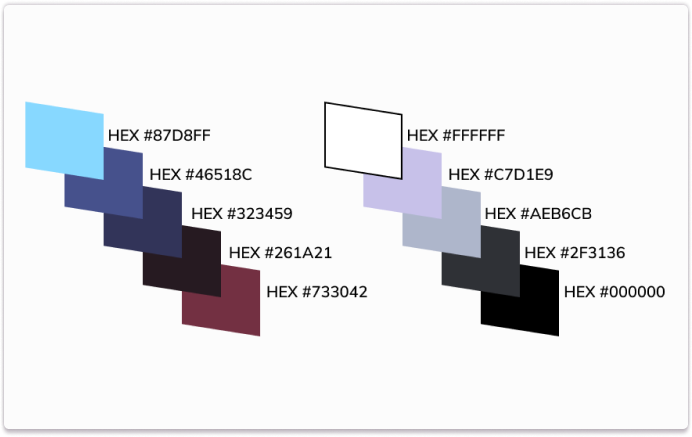 HEX #87D8FF
HEX #46518C
HEX #323459
HEX #261A21
HEX #733042
HEX #FFFFFF
HEX #C7D1E9
HEX #AEB6CB
HEX #2F3136
HEX #000000